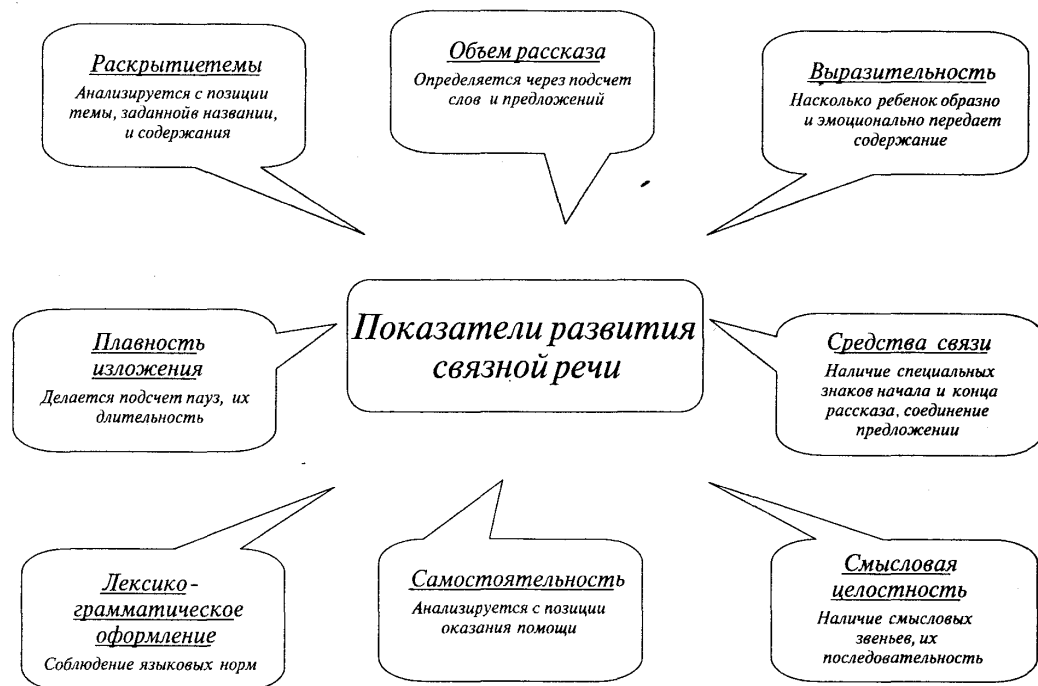 Раскрытиетемы
Анализируется с позиции
темы, заданнойв названии,
и содержания
Объем рассказа
Определяется через подсчет
слов и предложений
Выразительность
Насколько ребенок образно
и эмоционально передает
содержание
Плавность
изложения
Делается подсчет пауз, их
длительность
Показатели развития
связной речи
Средства связи
Наличие специальных
знаков начала и конца
рассказа, соединение
предложении
Лексико-
грамматическое
оформление
Соблюдение языковых норм
Самостоятельность
Анализируется с позиции
оказания помощи
Смысловая
целостность
Наличие смысловых
звеньев, их
последовательность